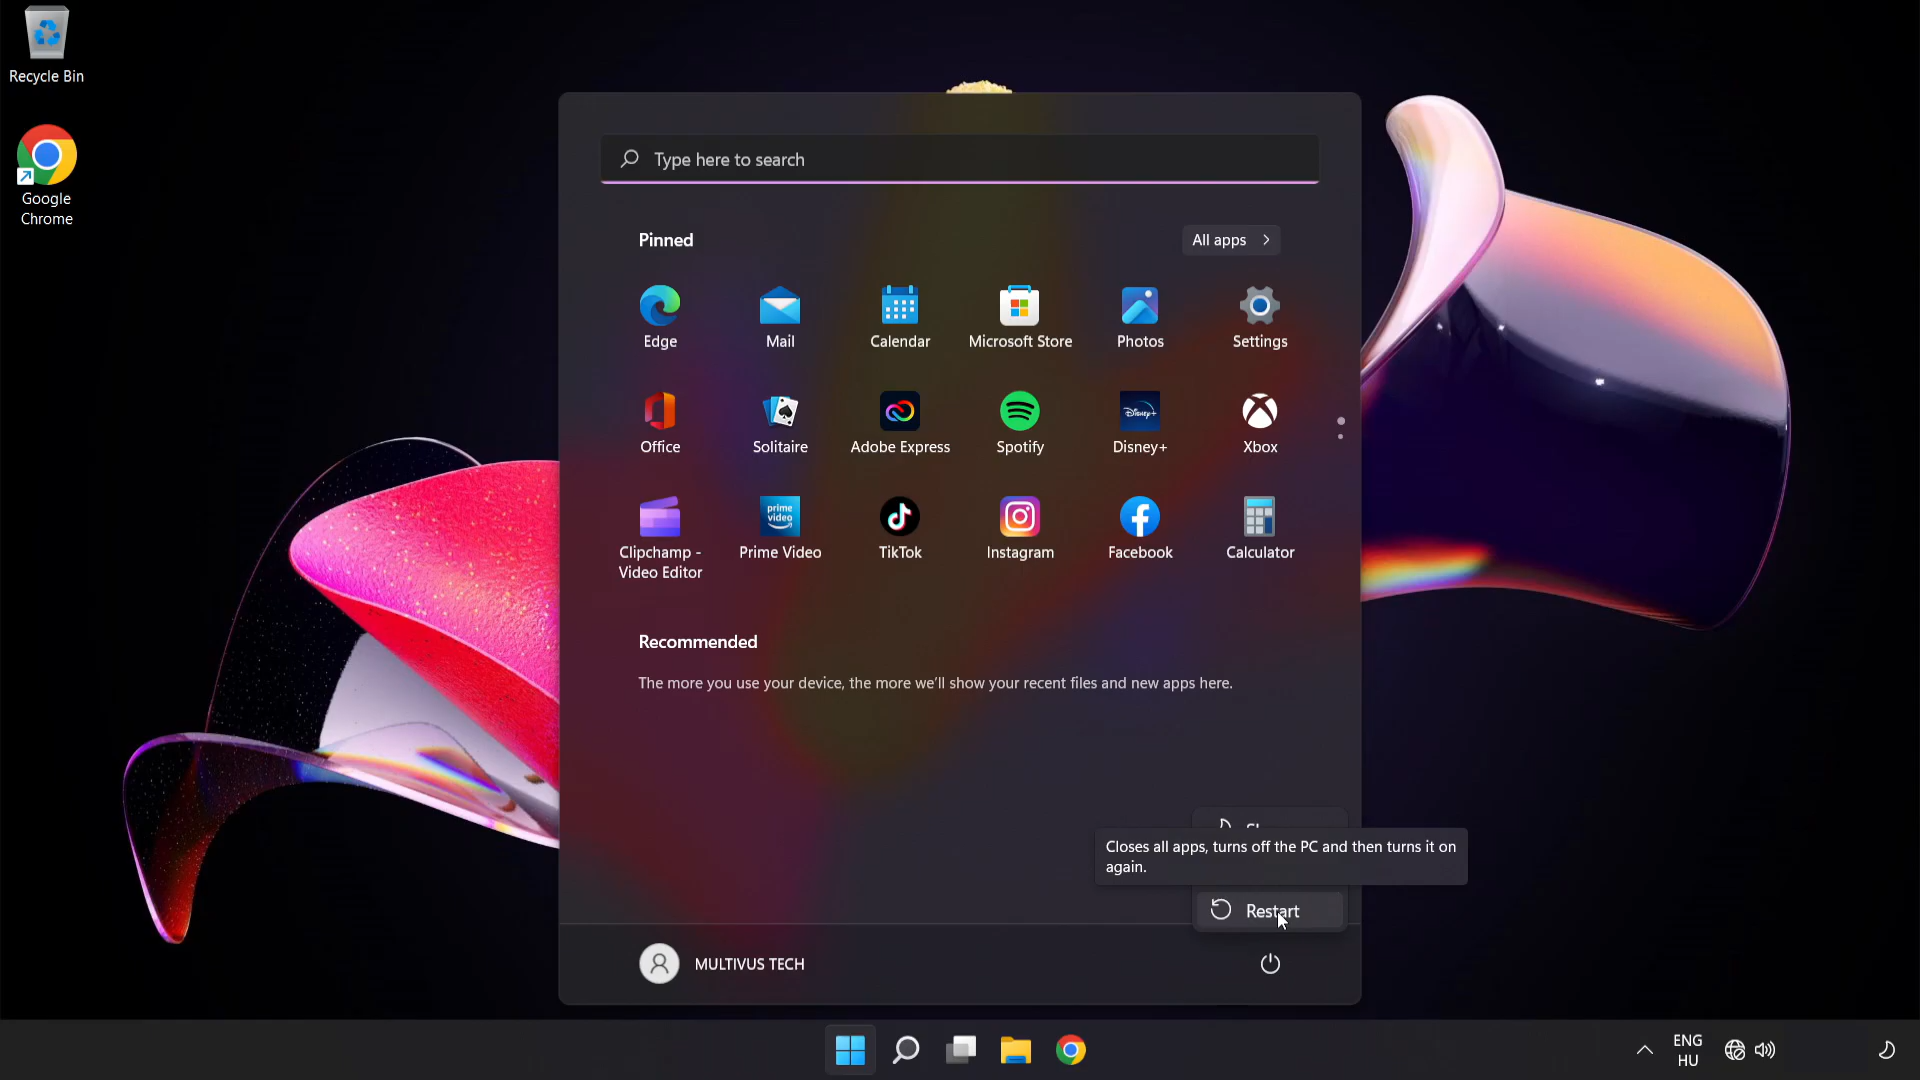 Recycle Bin
Google
Chrome
Type here to search
Pinned
All apps
Edge
Mail
Calendar
Microsoft Store
Photos
Settings
Office
Solitaire
Adobe Express
Spotify
Disney+
Disney+
Xbox
Clipchamp -
Video Editor
prime
video
Prime Video
TikTok
Instagram
Facebook
Calculator
Recommended
The more you use your device, the more we'll show your recent files and new apps here.
Closes all apps, turns off the PC and then turns it on
again.
Restart
MULTIVUS TECH
ENG
HU